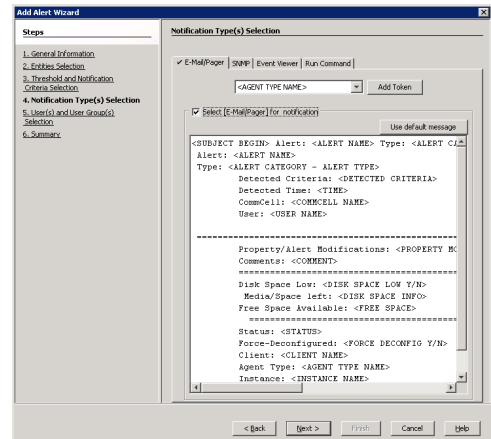 Add Alert Wizard
Steps
1. General Information
2. Entities Selection
3. Threshold and Notification
Criteria Selection
4. Notification Type(s) Selection
5. User(s) and User Group(s)
Selection
6. Summary
Notification Type(s) Selection
E-Mail/Pager SNMP Event Viewer Run Command
<AGENT TYPE NAME> Add Token
Select [E-Mail/Pager] for notification
Use default message
<SUBJECT BEGIN> Alert: <ALERT NAME> Type: <ALERT CA
Alert: <ALERT NAME>
Type: <ALERT CATEGORY - ALERT TYPE>
Detected Criteria: <DETECTED CRITERIA>
Detected Time: <TIME>
CommCell: <COMMCELL NAME>
User: <USER NAME>
Property/Alert Modifications: <PROPERTY MO
Comments: <COMMENT>
Disk Space Low: <DISK SPACE LOW Y/N>
Media/Space left: <DISK SPACE INFO>
Free Space Available: <FREE SPACE>
Status: <STATUS>
Force-Deconfigured: <FORCE DECONFIG Y/N>
Client: <CLIENT NAME>
Agent Type: <AGENT TYPE NAME>
Instance: <INSTANCE NAME>
< Back Next > Finish Cancel Help